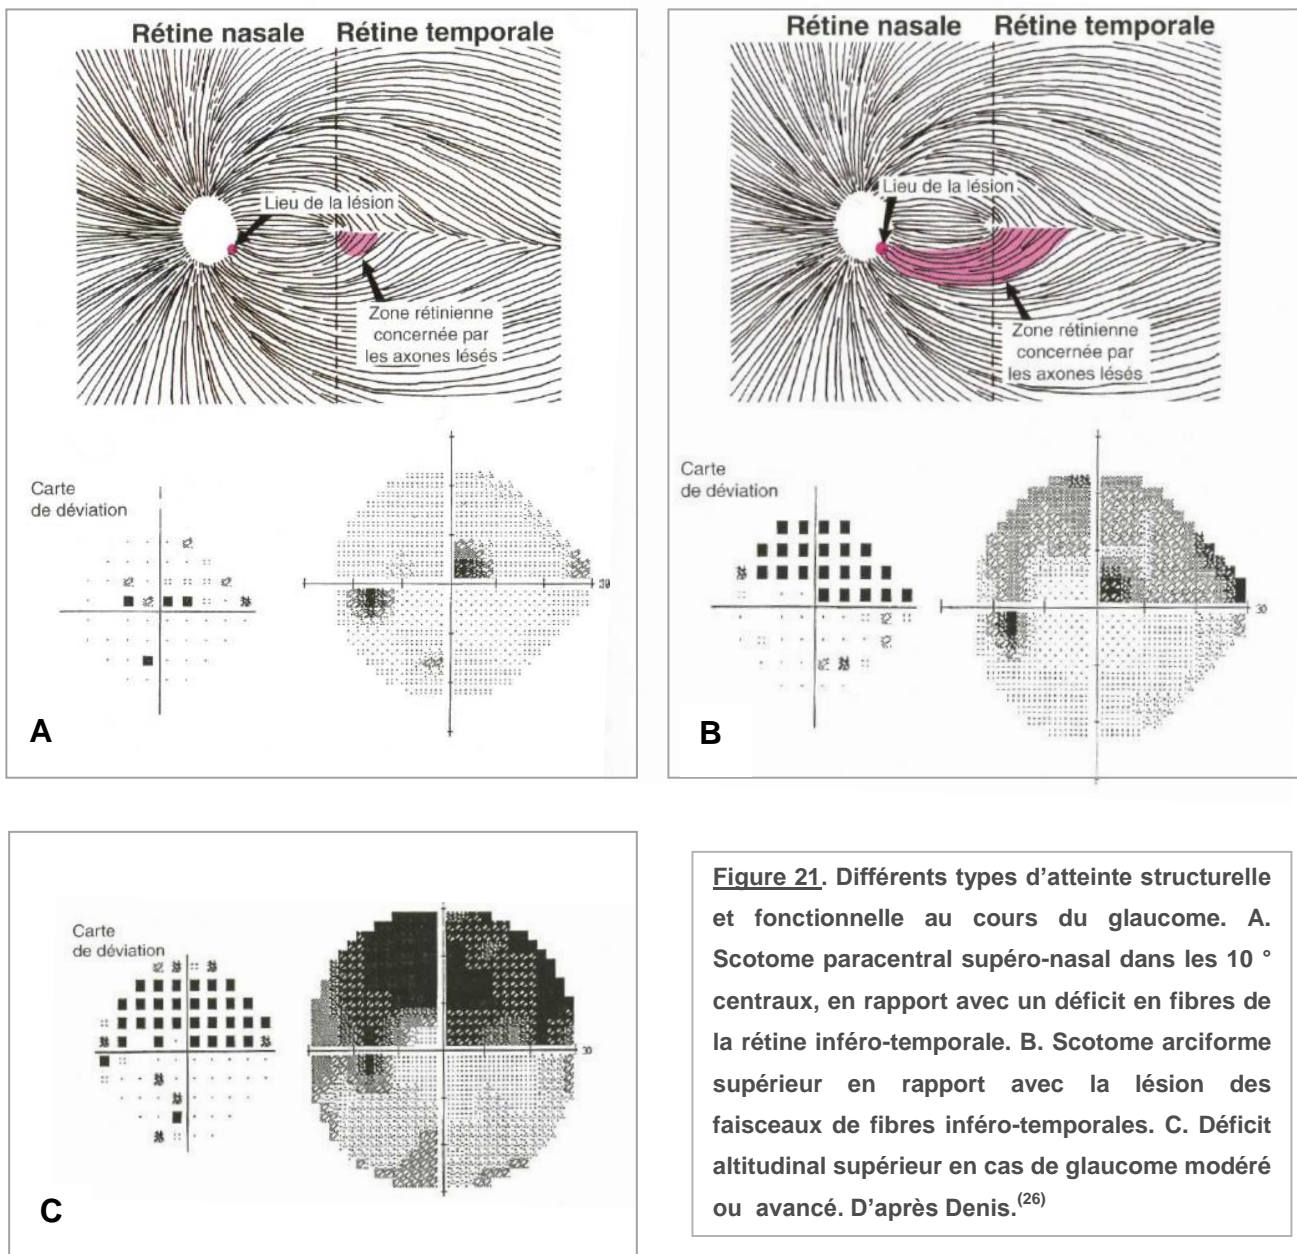 Rétine nasale Rétine temporale
Lieu de la lésion
Zone rétinienne
concernée par
les axones lésés
Carte
de déviation
30
A
Rétine nasale Rétine temporale
Lieu de la lésion
Zone rétinienne
concernée par
les axones lésés
Carte
de déviation
30
B
Carte
de déviation
30
C
Figure 21. Différents types d’atteinte structurelle
et fonctionnelle au cours du glaucome. A.
Scotome paracentral supéro-nasal dans les 10 °
centraux, en rapport avec un déficit en fibres de
la rétine inféro-temporale. B. Scotome arciforme
supérieur en rapport avec la lésion des
faisceaux de fibres inféro-temporales. C. Déficit
altitudinal supérieur en cas de glaucome modéré
ou avancé. D’après Denis.(26)